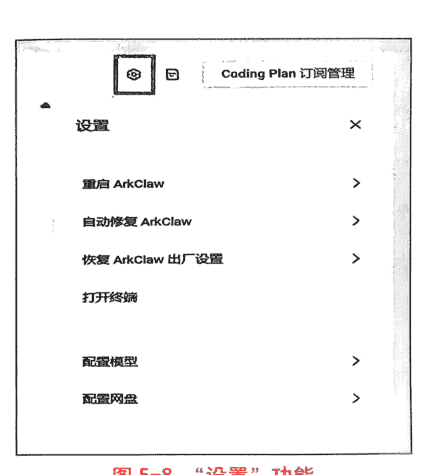 Coding Plan 订阅管理
设置
重启 ArkClaw
自动修复 ArkClaw
恢复 ArkClaw 出厂设置
打开终端
配置模型
配置网盘
图 5-8 “设置”功能